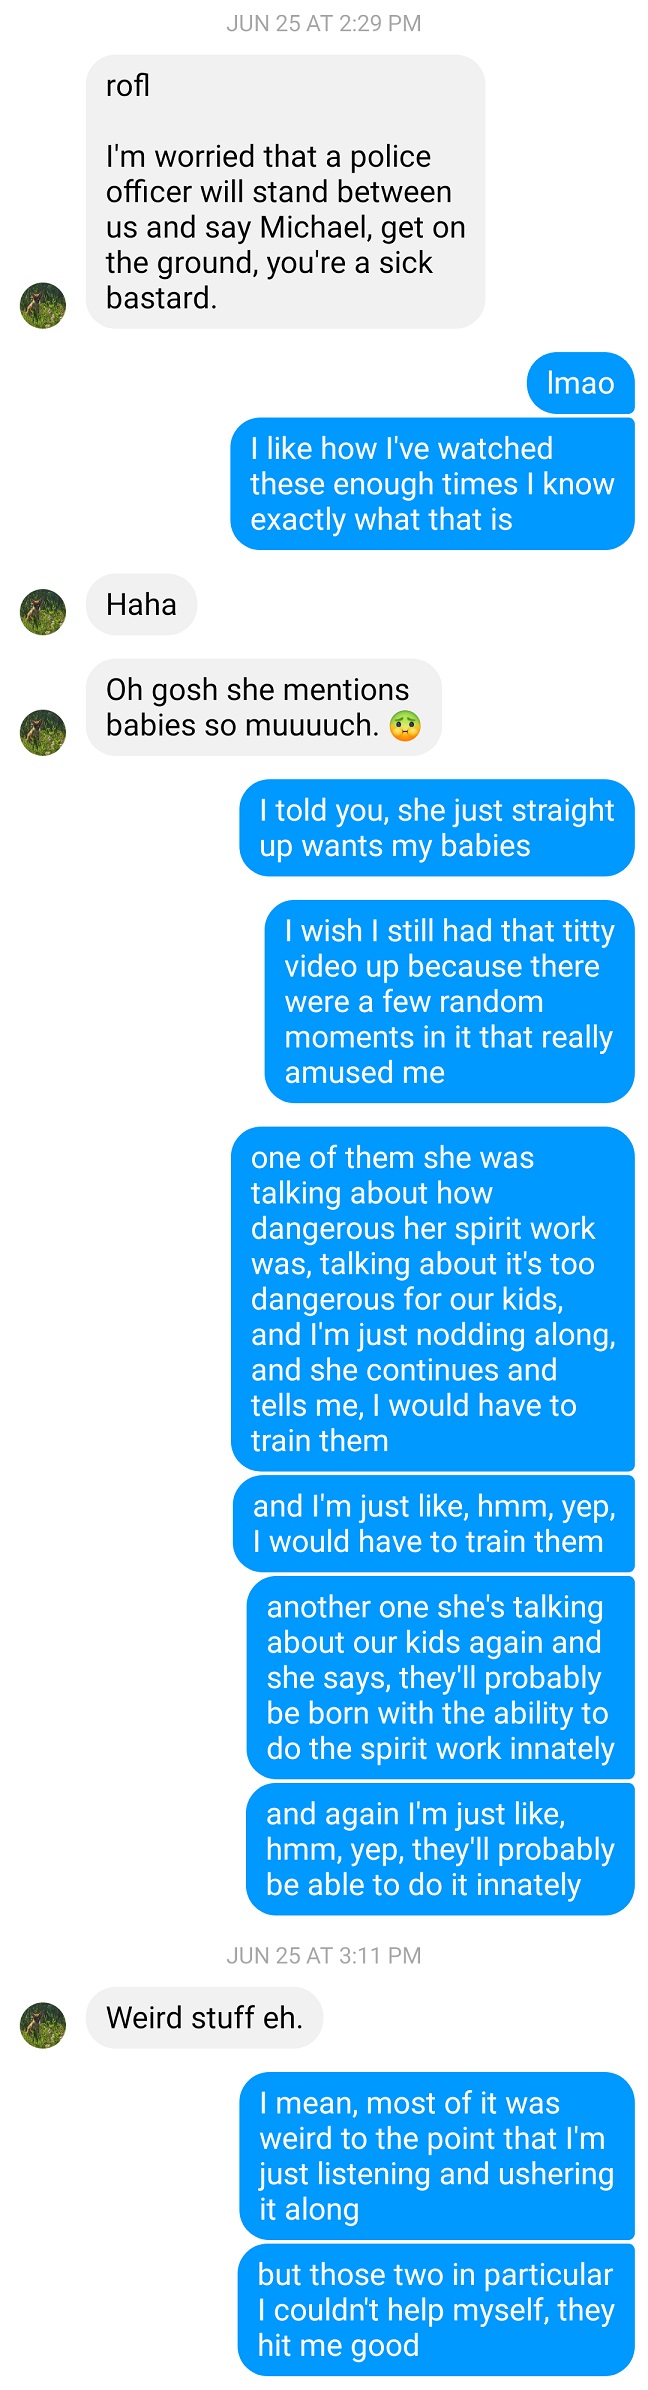 JUN 25 AT 2:29 PM
rofl
I'm worried that a police
officer will stand between
us and say Michael, get on
the ground, you're a sick
bastard.
lmao
I like how I've watched
these enough times I know
exactly what that is
Haha
Oh gosh she mentions
babies so muuuuch. 🤢
I told you, she just straight
up wants my babies
I wish I still had that titty
video up because there
were a few random
moments in it that really
amused me
one of them she was
talking about how
dangerous her spirit work
was, talking about it's too
dangerous for our kids,
and I'm just nodding along,
and she continues and
tells me, I would have to
train them
and I'm just like, hmm, yep,
I would have to train them
another one she's talking
about our kids again and
she says, they'll probably
be born with the ability to
do the spirit work innately
and again I'm just like,
hmm, yep, they'll probably
be able to do it innately
JUN 25 AT 3:11 PM
Weird stuff eh.
I mean, most of it was
weird to the point that I'm
just listening and ushering
it along
but those two in particular
I couldn't help myself, they
hit me good